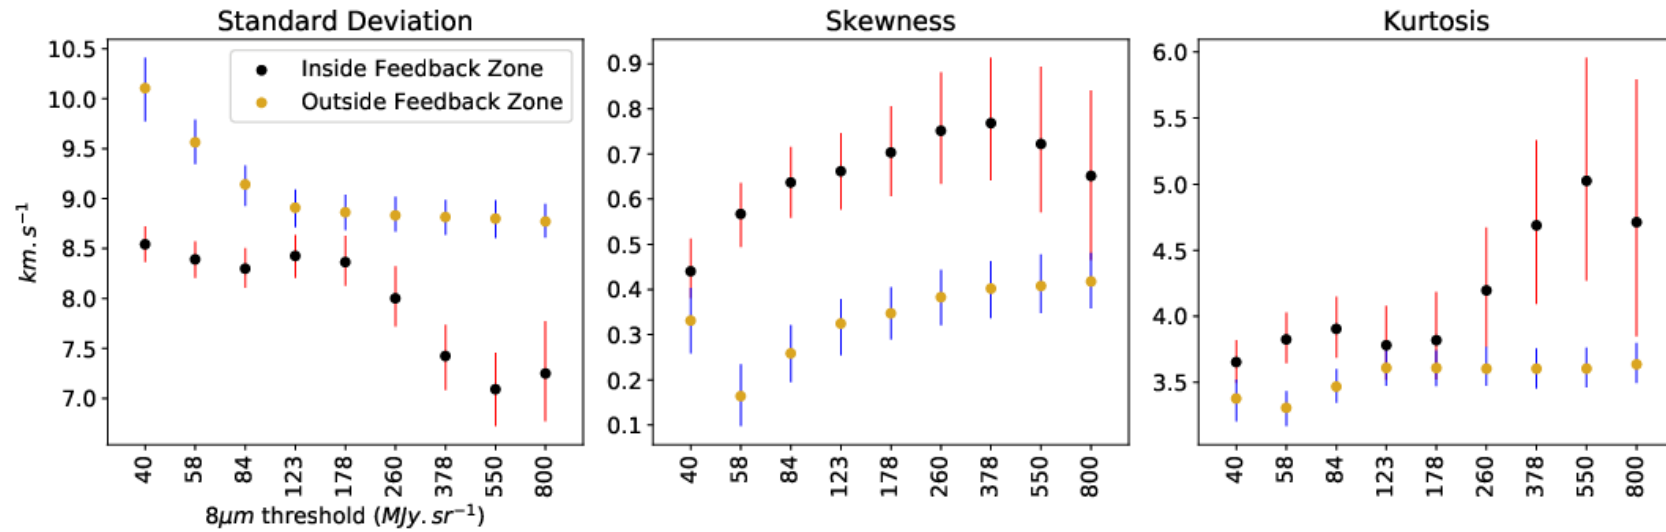 Standard Deviation
10.5
10.0
9.5
9.0
8.5
8.0
7.5
7.0
km.s⁻¹
Inside Feedback Zone
Outside Feedback Zone
40 58 84 123 178 260 378 550 800
8μm threshold (MJy.sr⁻¹)
Skewness
0.9
0.8
0.7
0.6
0.5
0.4
0.3
0.2
0.1
40 58 84 123 178 260 378 550 800
Kurtosis
6.0
5.5
5.0
4.5
4.0
3.5
40 58 84 123 178 260 378 550 800